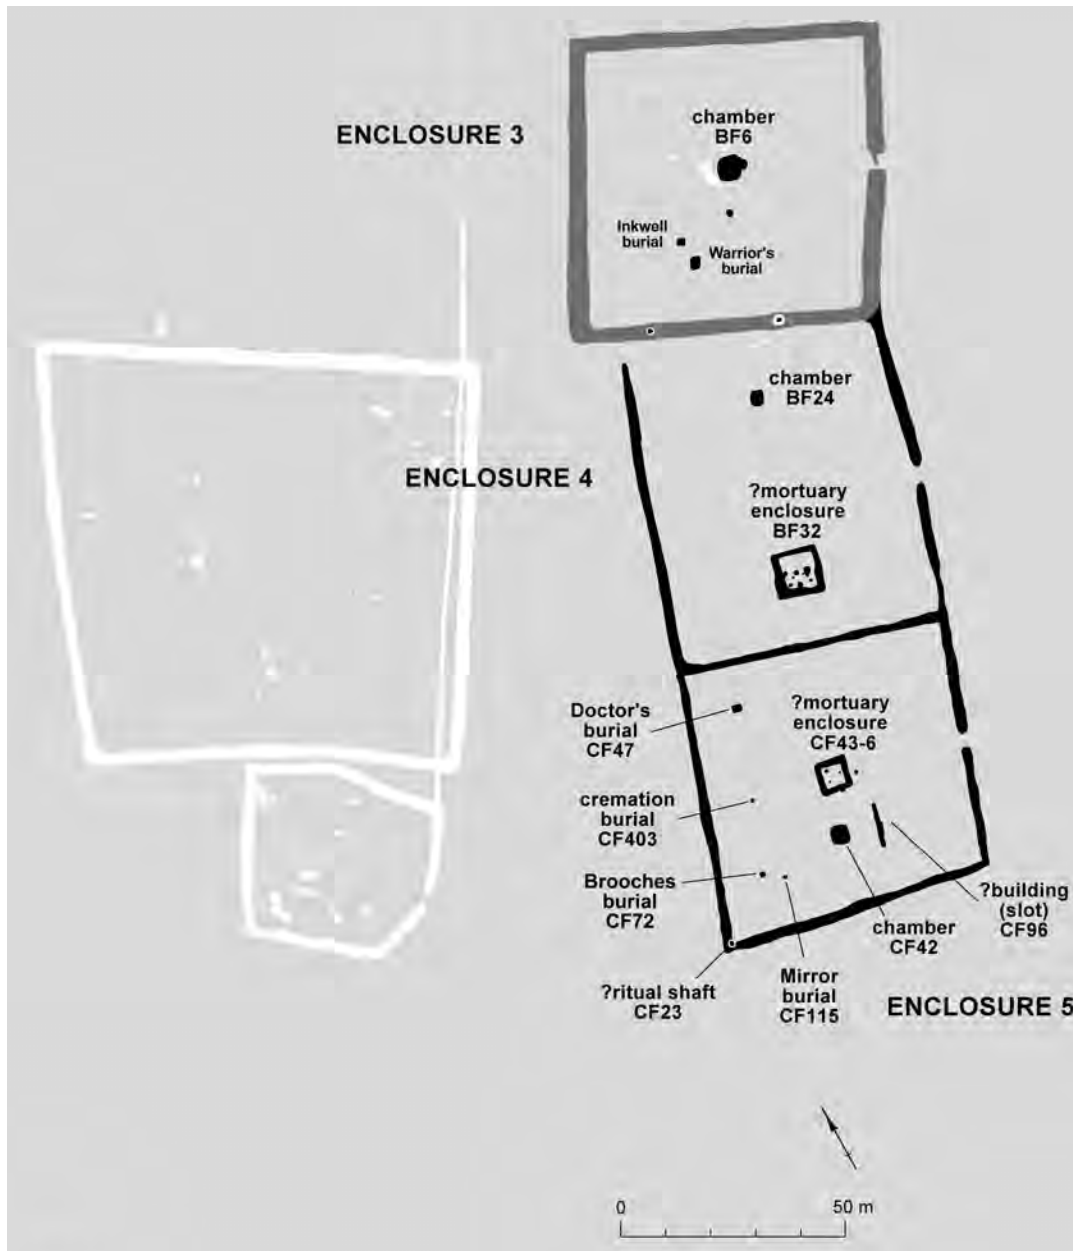 ENCLOSURE 3
chamber
BF6
Inkwell
burial
Warrior's
burial
chamber
BF24
ENCLOSURE 4
?mortuary
enclosure
BF32
Doctor's
burial
CF47
?mortuary
enclosure
CF43-6
cremation
burial
CF403
Brooches
burial
CF72
?building
(slot)
CF96
chamber
CF42
?ritual shaft
CF23
Mirror
burial
CF115
ENCLOSURE 5
0
50 m